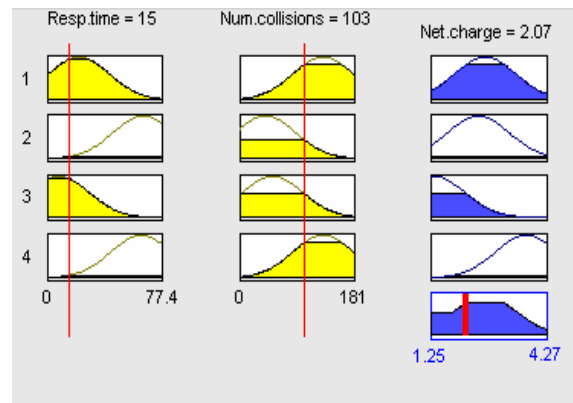 Resp.time = 15
Num.collisions = 103
Net.charge = 2.07
1
2
3
4
0 77.4
0 181
1.25 4.27